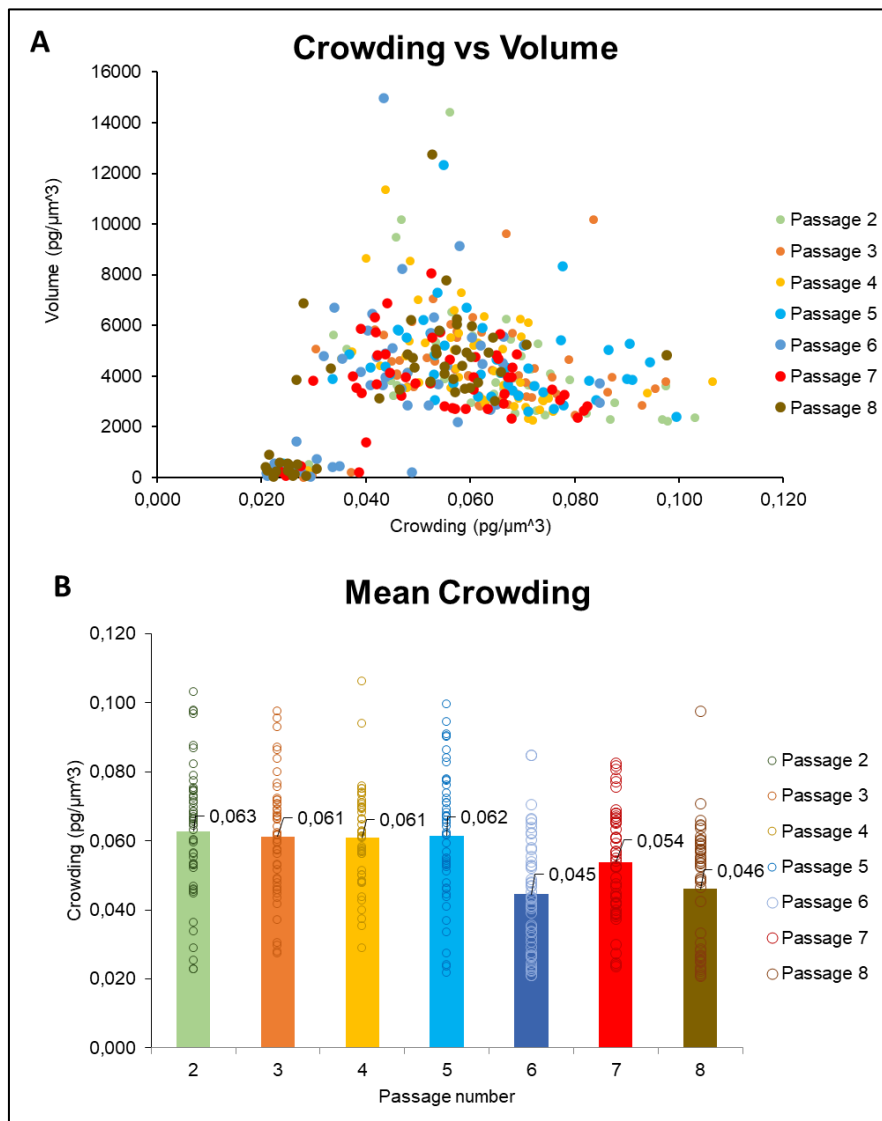 A
Crowding vs Volume
16000
14000
12000
10000
8000
6000
4000
2000
0
Volume (pg/µm^3)
0,000
0,020
0,040
0,060
0,080
0,100
0,120
Crowding (pg/µm^3)
Passage 2
Passage 3
Passage 4
Passage 5
Passage 6
Passage 7
Passage 8
B
Mean Crowding
0,120
0,100
0,080
0,060
0,040
0,020
0,000
Crowding (pg/µm^3)
0,063
0,061
0,061
0,062
0,045
0,054
0,046
2
3
4
5
6
7
8
Passage number
Passage 2
Passage 3
Passage 4
Passage 5
Passage 6
Passage 7
Passage 8